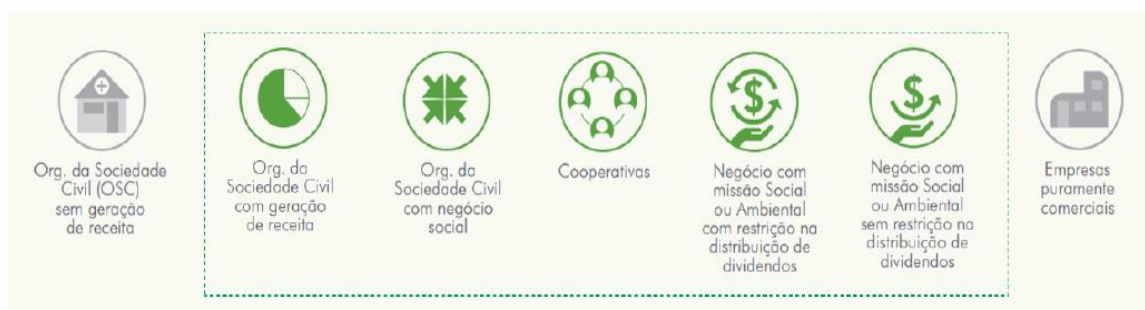 Org. da Sociedade
Civil (OSC)
sem geração
de receita
Org. da
Sociedade Civil
com geração
de receita
Org. da
Sociedade Civil
com negócio
social
Cooperativas
Negócio com
missão Social
ou Ambiental
com restrição na
distribuição de
dividendos
Negócio com
missão Social
ou Ambiental
sem restrição na
distribuição de
dividendos
Empresas
puramente
comerciais